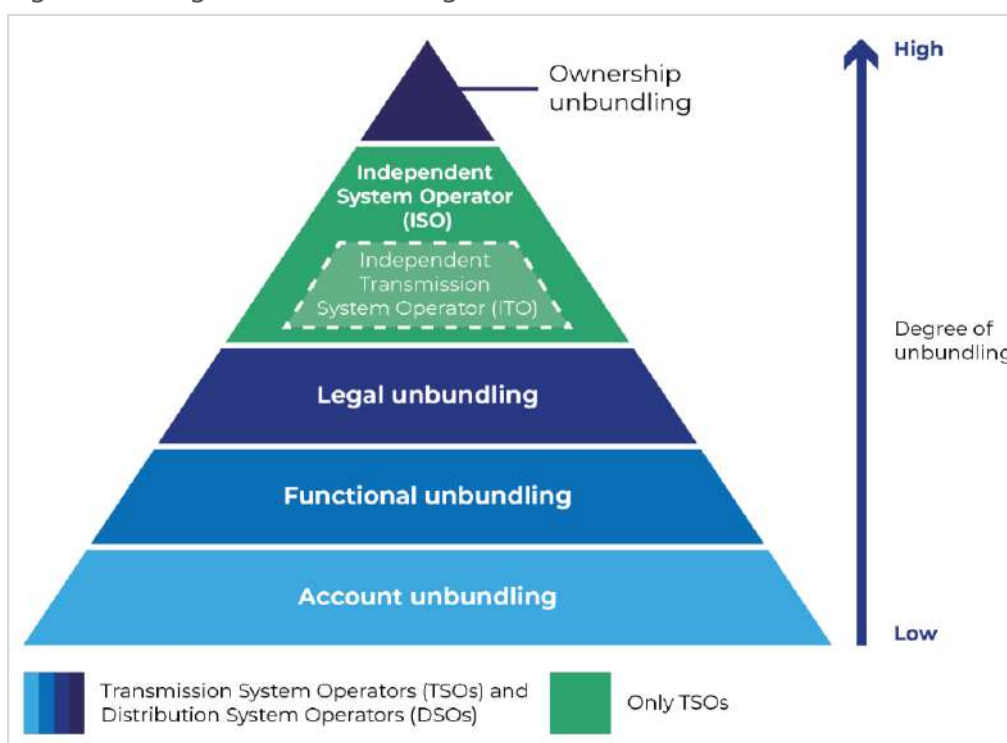 High
Ownership
unbundling
Independent
System Operator
(ISO)
Independent
Transmission
System Operator (ITO)
Degree of
unbundling
Legal unbundling
Functional unbundling
Account unbundling
Low
Transmission System Operators (TSOs) and
Distribution System Operators (DSOs)
Only TSOs